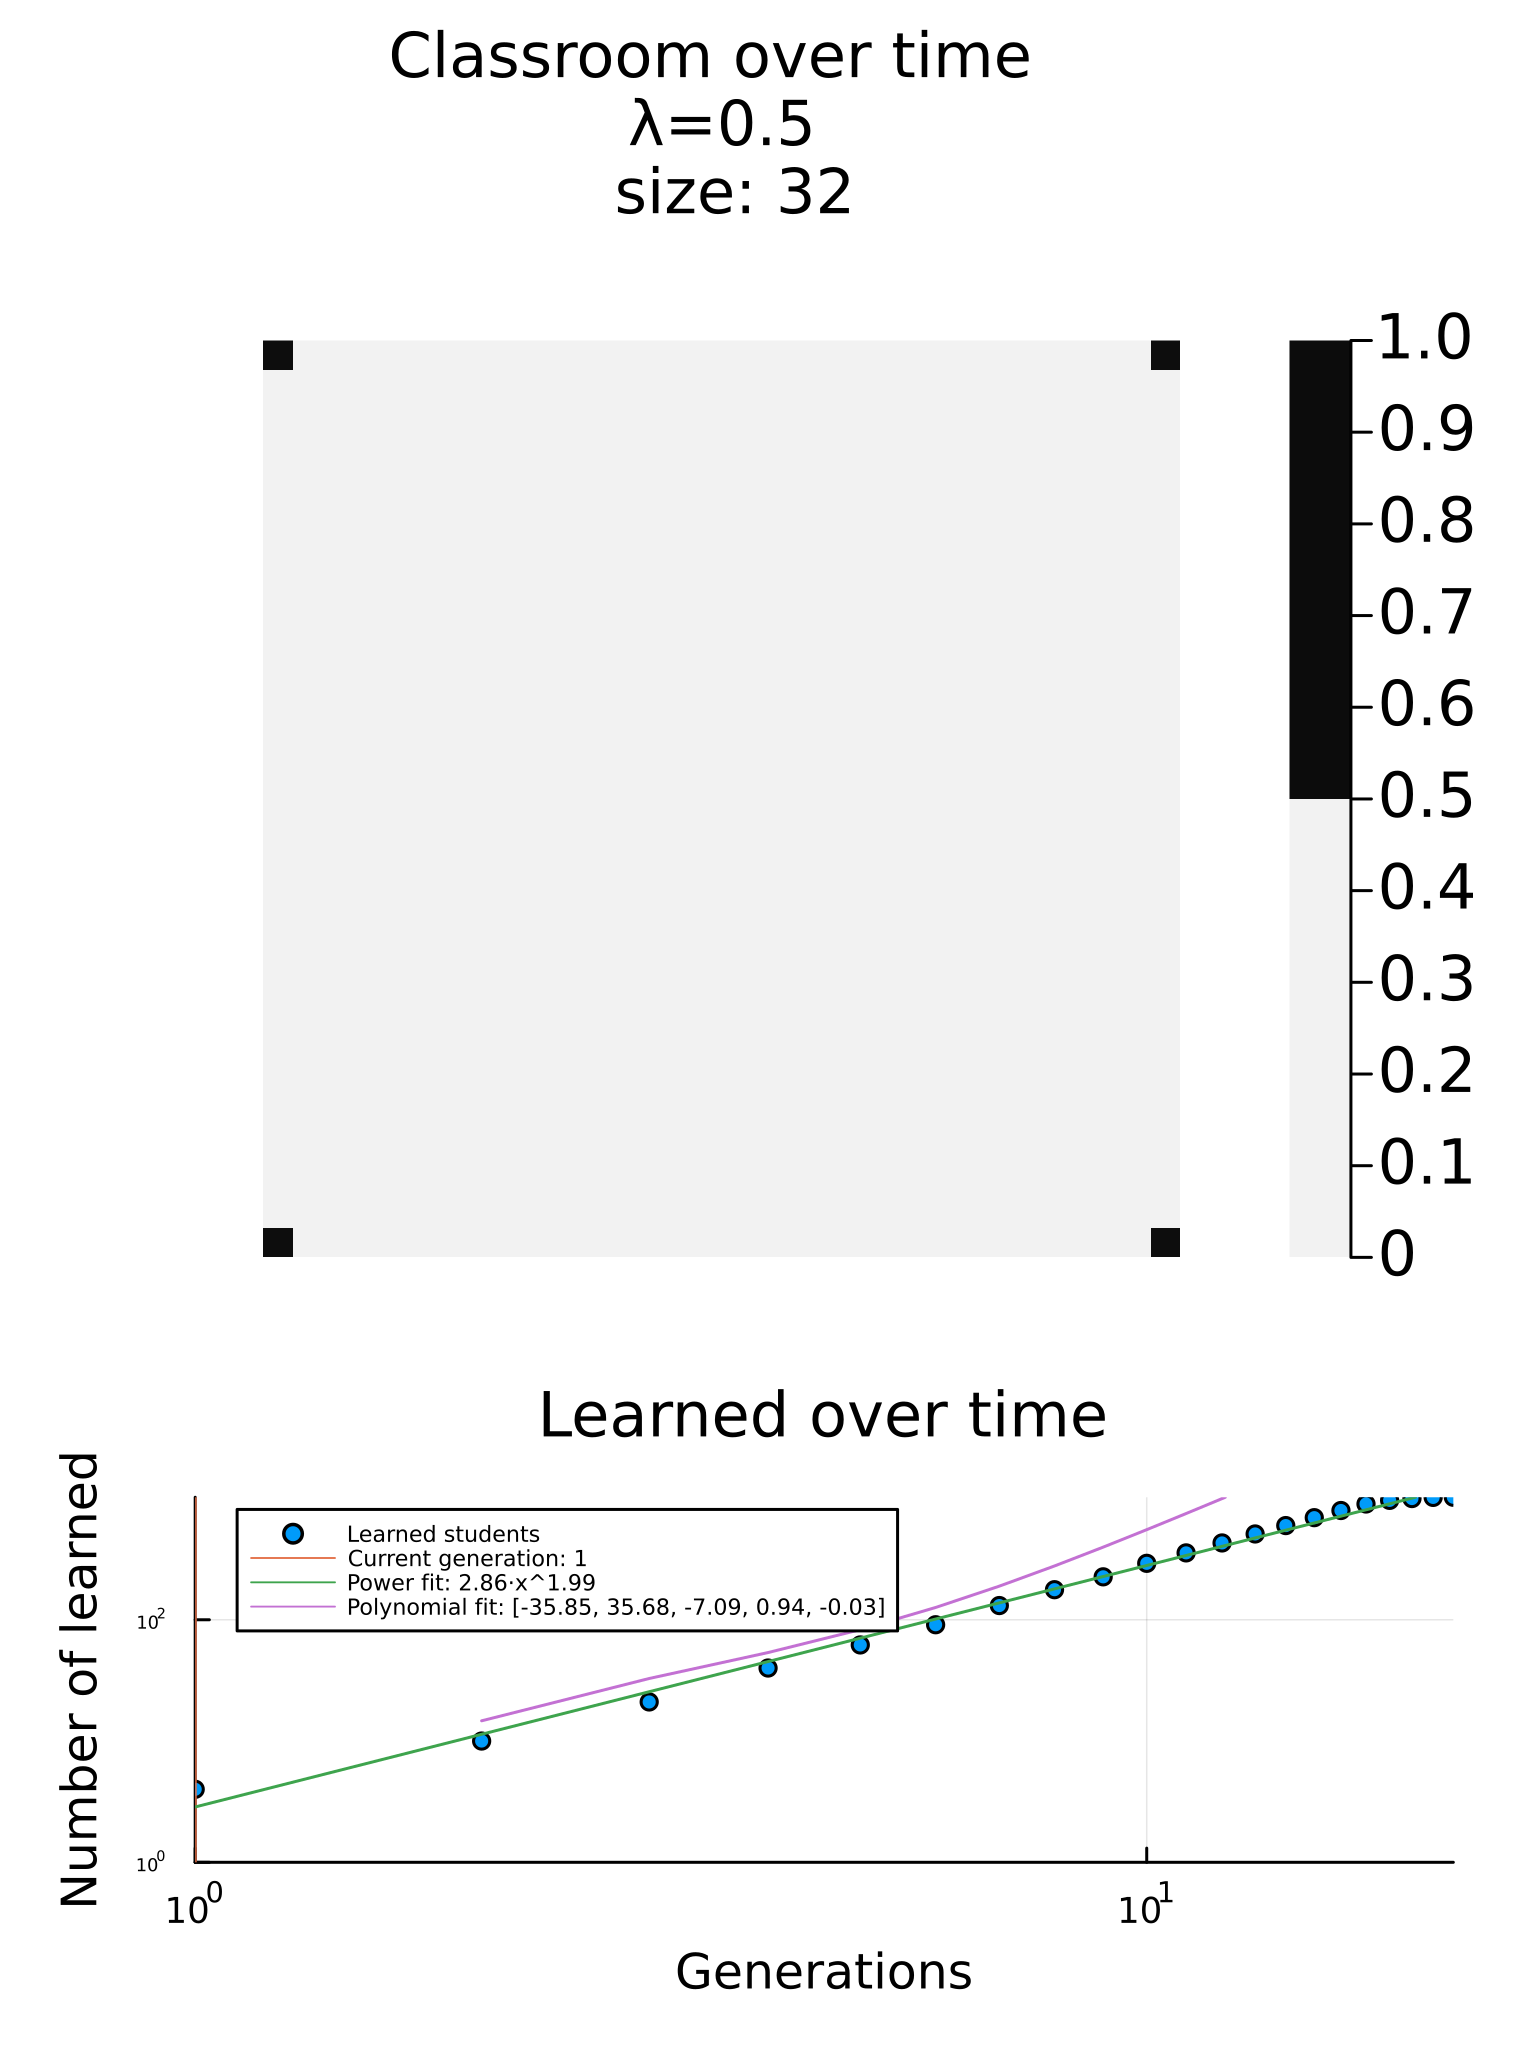 Classroom over time
λ=0.5
size: 32
1.0
0.9
0.8
0.7
0.6
0.5
0.4
0.3
0.2
0.1
0
Learned over time
Number of learned
Learned students
Current generation: 1
Power fit: 2.86·x^1.99
Polynomial fit: [-35.85, 35.68, -7.09, 0.94, -0.03]
10²
10⁰
10⁰
10¹
Generations